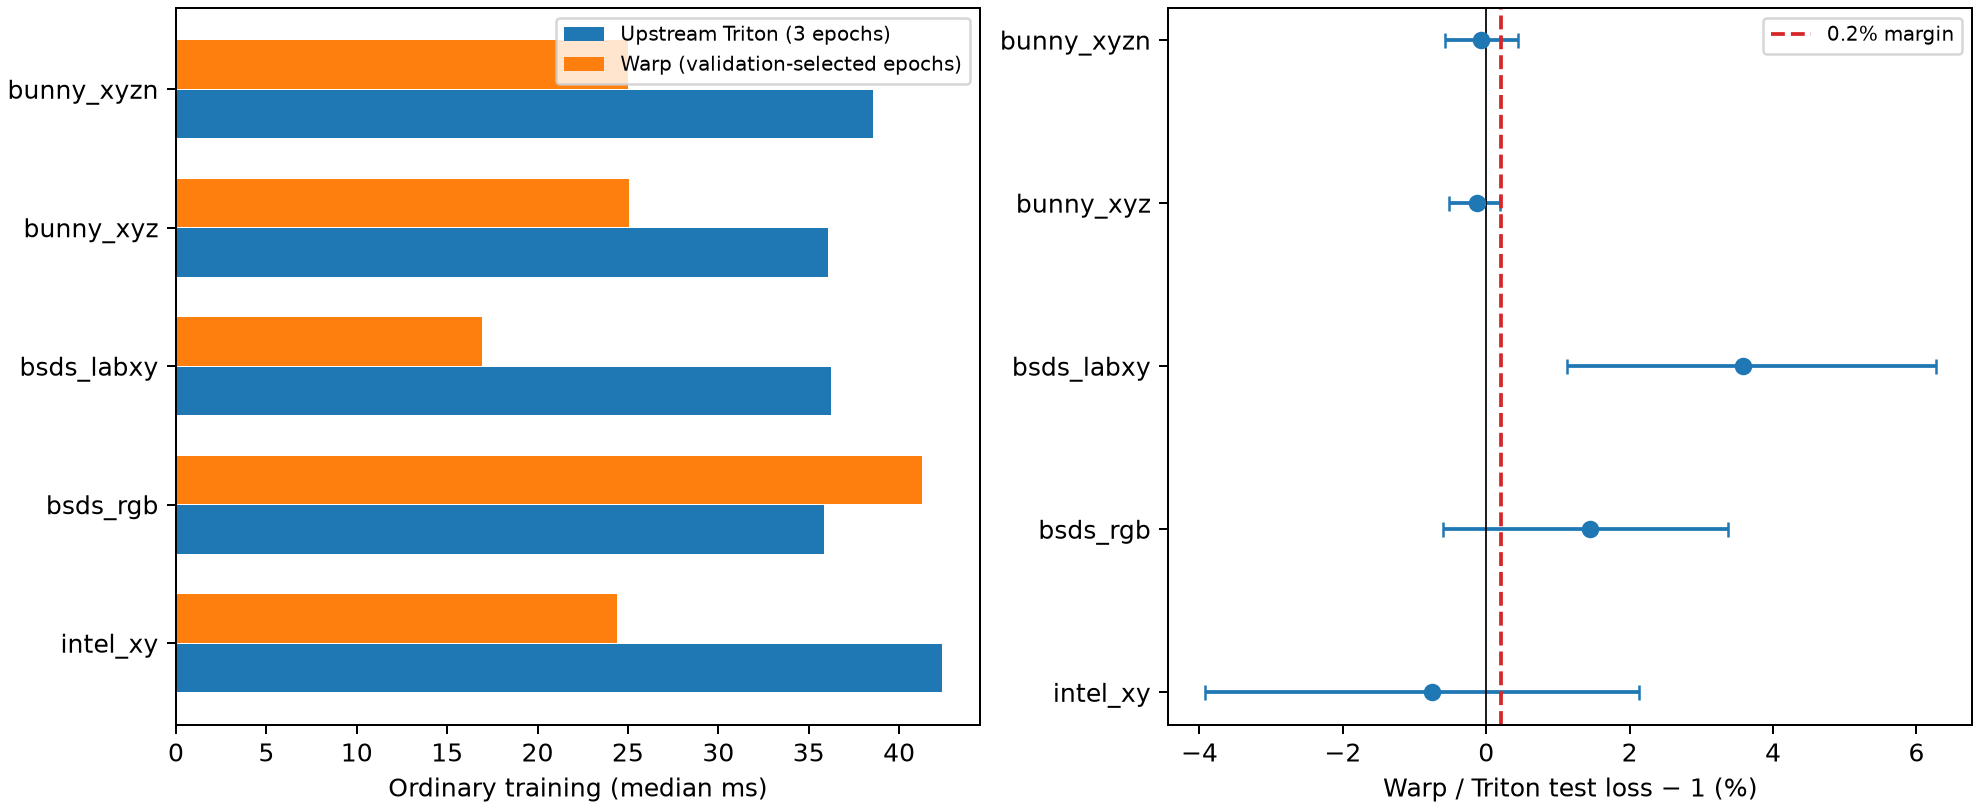 Upstream Triton (3 epochs)
Warp (validation-selected epochs)
bunny_xyzn
bunny_xyz
bsds_labxy
bsds_rgb
intel_xy
0 5 10 15 20 25 30 35 40
Ordinary training (median ms)
0.2% margin
bunny_xyzn
bunny_xyz
bsds_labxy
bsds_rgb
intel_xy
−4 −2 0 2 4 6
Warp / Triton test loss − 1 (%)